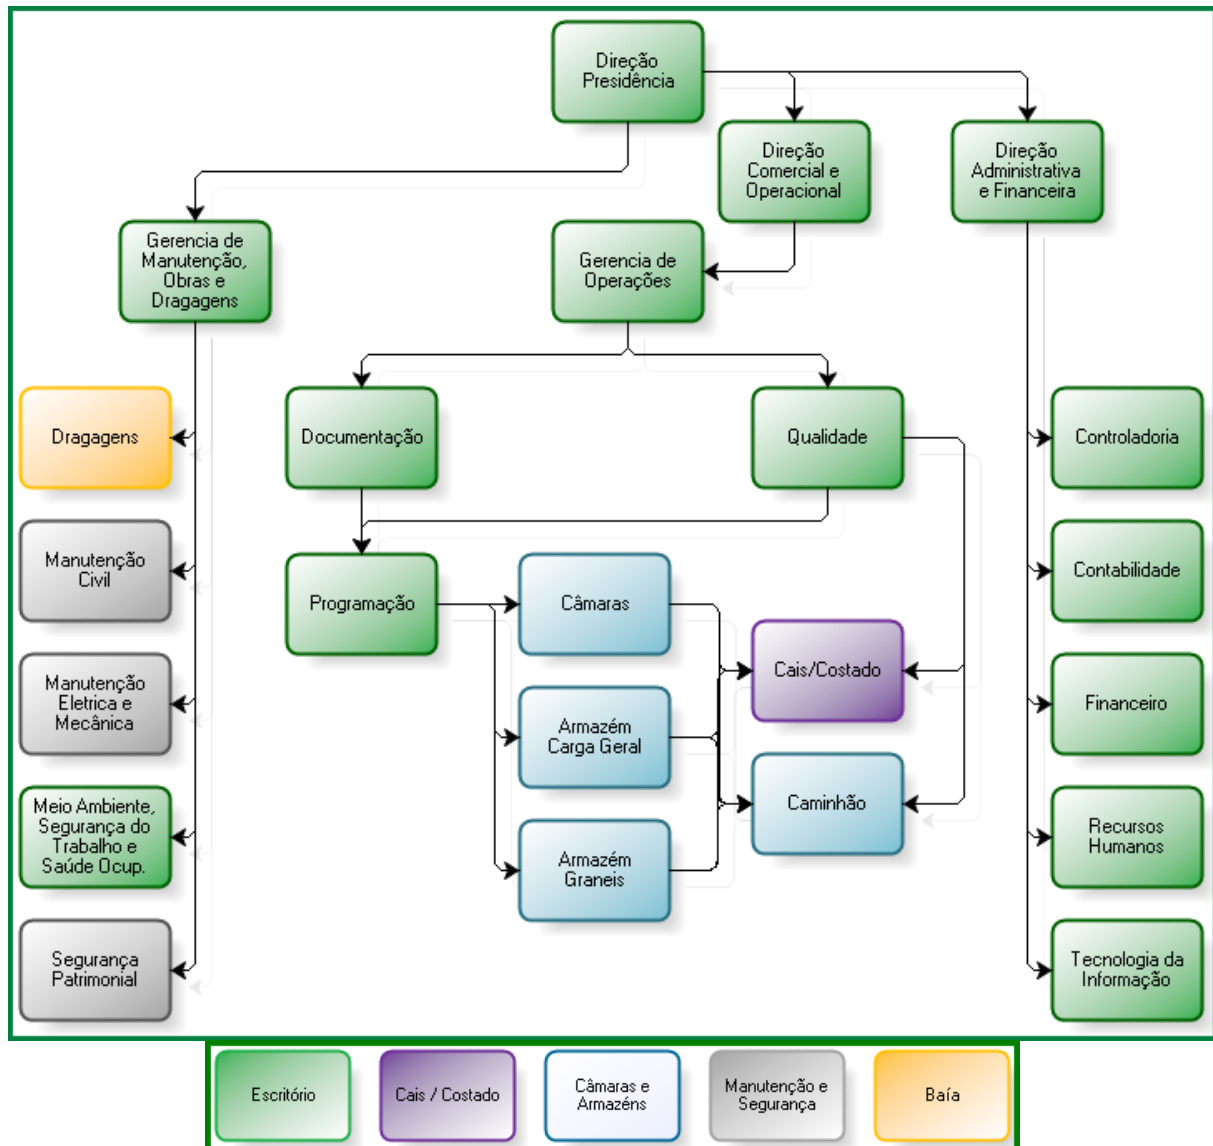 Direção
Presidência
Direção
Comercial e
Operacional
Direção
Administrativa
e Financeira
Gerencia de
Manutenção,
Obras e
Dragagens
Gerencia de
Operações
Dragagens
Documentação
Qualidade
Controladoria
Manutenção
Civil
Programação
Câmaras
Contabilidade
Cais/Costado
Manutenção
Eletrica e
Mecânica
Armazém
Carga Geral
Financeiro
Caminhão
Meio Ambiente,
Segurança do
Trabalho e
Saúde Ocup.
Armazém
Graneis
Recursos
Humanos
Segurança
Patrimonial
Tecnologia da
Informação
Escritório
Cais / Costado
Câmaras e
Armazéns
Manutenção e
Segurança
Baía